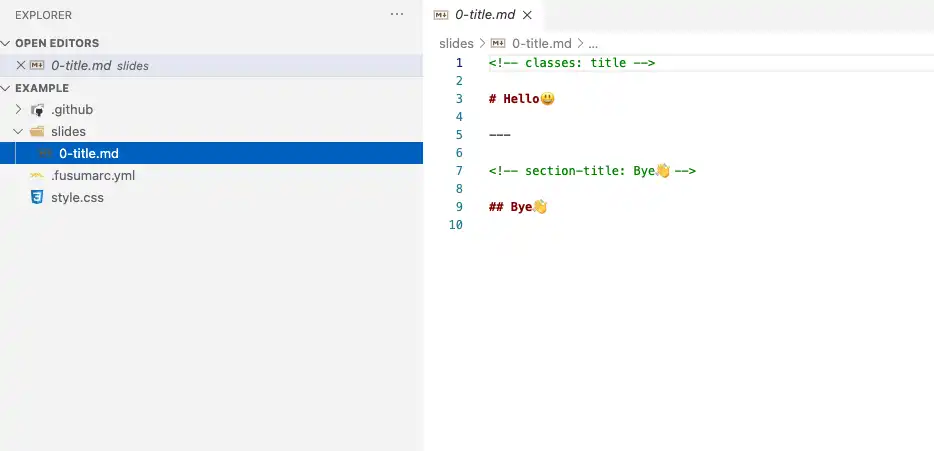 EXPLORER ...
OPEN EDITORS
0-title.md slides
EXAMPLE
.github
slides
0-title.md
.fusumarc.yml
style.css
0-title.md
slides > 0-title.md > ...
1 <!-- classes: title -->
2
3 # Hello😃
4
5 ---
6
7 <!-- section-title: Bye👋 -->
8
9 ## Bye👋
10